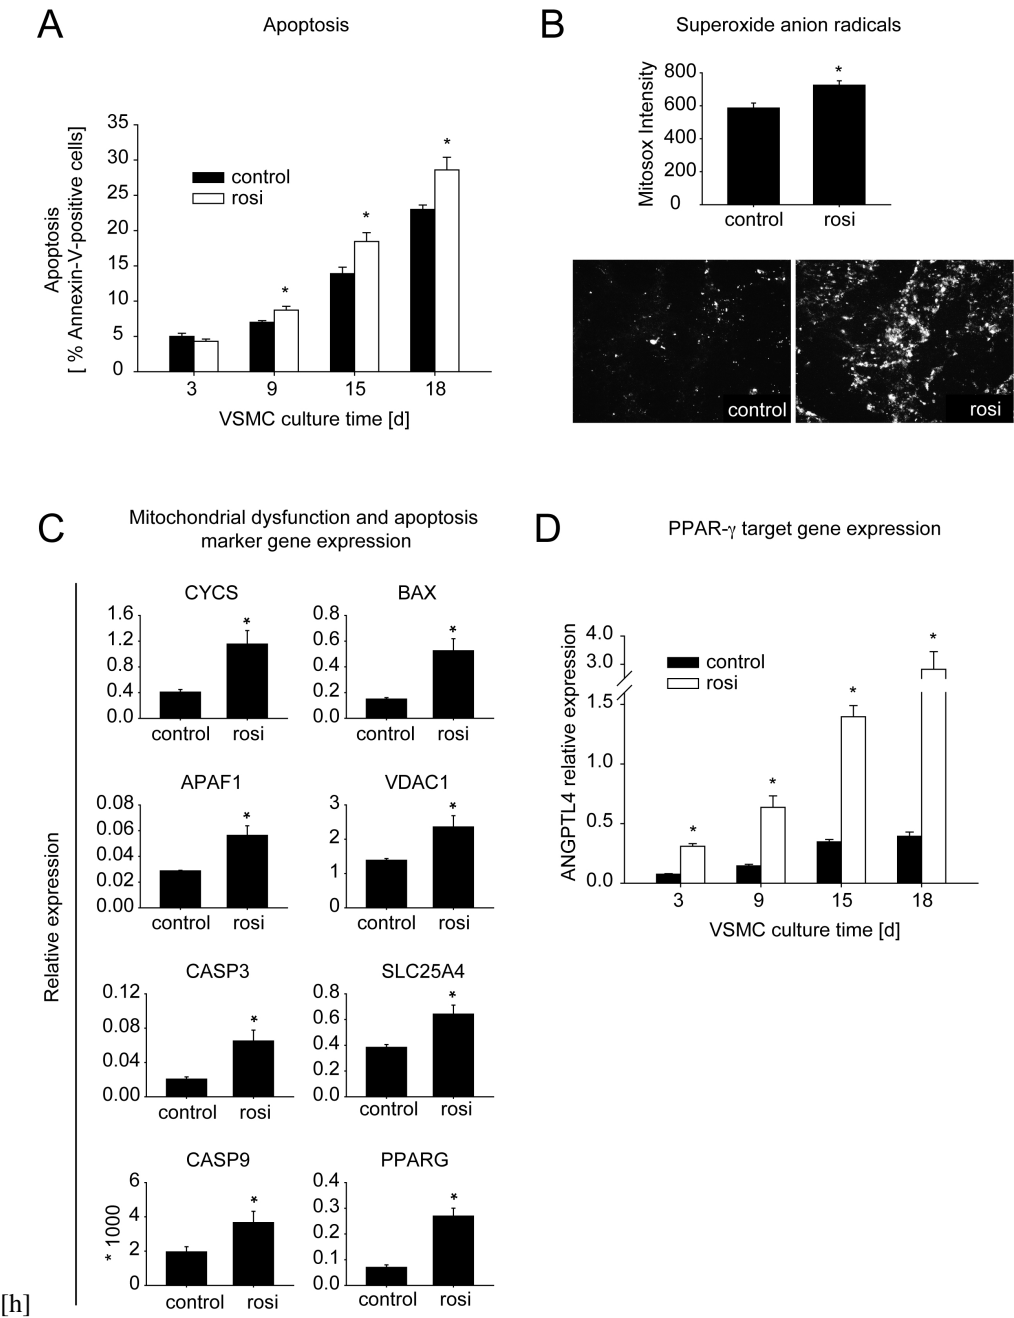 A
Apoptosis
35
30
25
20
15
10
5
0
Apoptosis
[ % Annexin-V-positive cells]
control
rosi
*
*
*
3
9
15
18
VSMC culture time [d]
B
Superoxide anion radicals
Mitosox Intensity
800
600
400
200
0
*
control
rosi
control
rosi
C
Mitochondrial dysfunction and apoptosis
marker gene expression
Relative expression
CYCS
1.6
1.2
0.8
0.4
0.0
*
control
rosi
BAX
0.8
0.6
0.4
0.2
0.0
*
control
rosi
APAF1
0.08
0.06
0.04
0.02
0.00
*
control
rosi
VDAC1
3
2
1
0
*
control
rosi
CASP3
0.12
0.08
0.04
0.00
*
control
rosi
SLC25A4
0.8
0.6
0.4
0.2
0.0
*
control
rosi
CASP9
* 1000
6
4
2
0
*
control
rosi
PPARG
0.4
0.3
0.2
0.1
0.0
*
control
rosi
D
PPAR-γ target gene expression
ANGPTL4 relative expression
4.0
3.0
1.5
1.0
0.5
0.0
control
rosi
*
*
*
*
3
9
15
18
VSMC culture time [d]
[h]